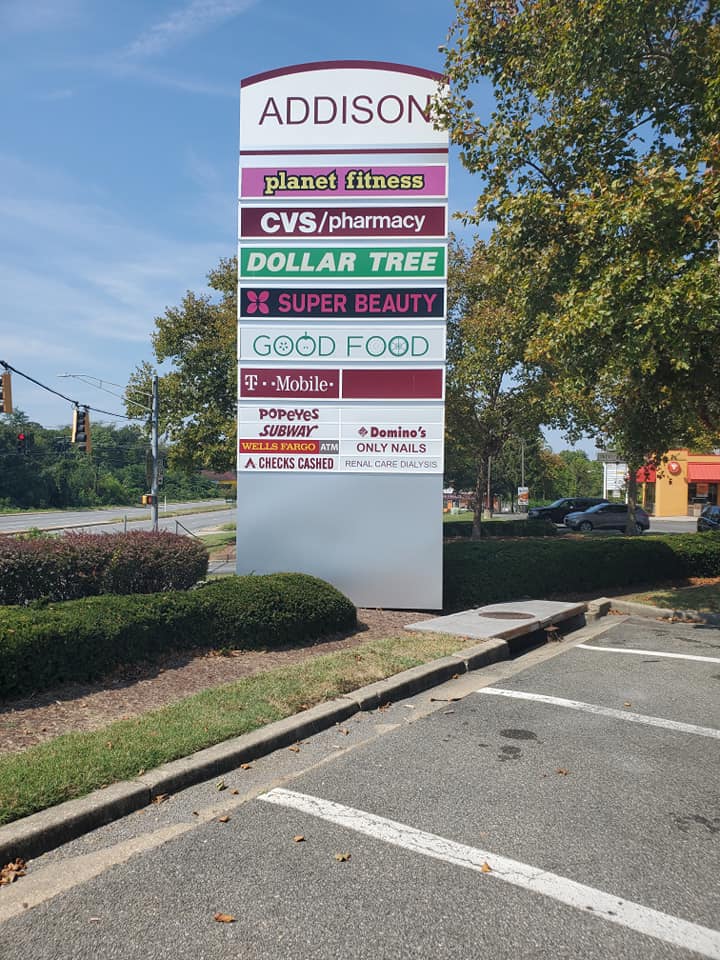 ADDISON
planet fitness
CVS/pharmacy
DOLLAR TREE
SUPER BEAUTY
GOOD FOOD
T··Mobile·
POPEYES
SUBWAY
Domino's
WELLS FARGO ATM
ONLY NAILS
CHECKS CASHED
RENAL CARE DIALYSIS